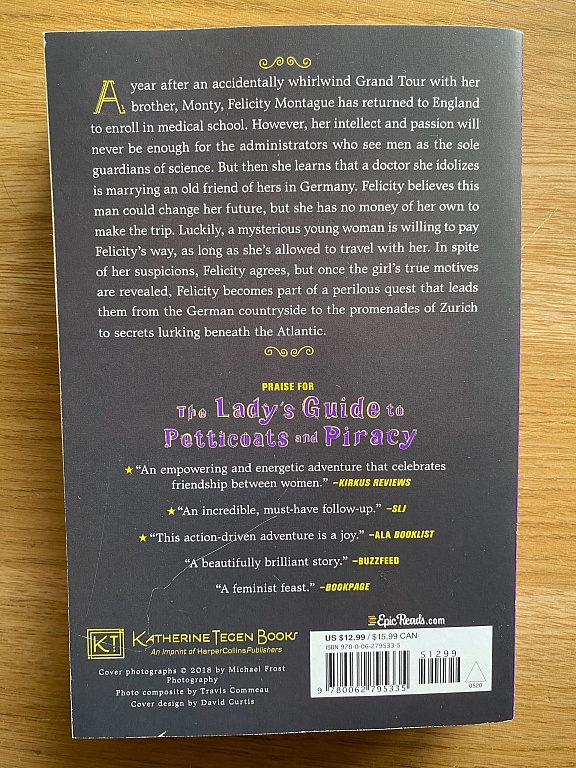 A year after an accidentally whirlwind Grand Tour with her
brother, Monty, Felicity Montague has returned to England
to enroll in medical school. However, her intellect and passion will
never be enough for the administrators who see men as the sole
guardians of science. But then she learns that a doctor she idolizes
is marrying an old friend of hers in Germany. Felicity believes this
man could change her future, but she has no money of her own to
make the trip. Luckily, a mysterious young woman is willing to pay
Felicity's way, as long as she's allowed to travel with her. In spite
of her suspicions, Felicity agrees, but once the girl's true motives
are revealed, Felicity becomes part of a perilous quest that leads
them from the German countryside to the promenades of Zurich
to secrets lurking beneath the Atlantic.
PRAISE FOR
The Lady's Guide to
Petticoats and Piracy
★ "An empowering and energetic adventure that celebrates
friendship between women." —KIRKUS REVIEWS
★ "An incredible, must-have follow-up." —SLJ
★ "This action-driven adventure is a joy." —ALA BOOKLIST
"A beautifully brilliant story." —BUZZFEED
"A feminist feast." —BOOKPAGE
EpicReads.com
KT
KATHERINE TEGEN BOOKS
An Imprint of HarperCollinsPublishers
Cover photographs © 2018 by Michael Frost
Photography
Photo composite by Travis Commeau
Cover design by David Curtis
US $12.99 / $15.99 CAN
ISBN 978-0-06-279533-5
51299
9 780062 795335
0520